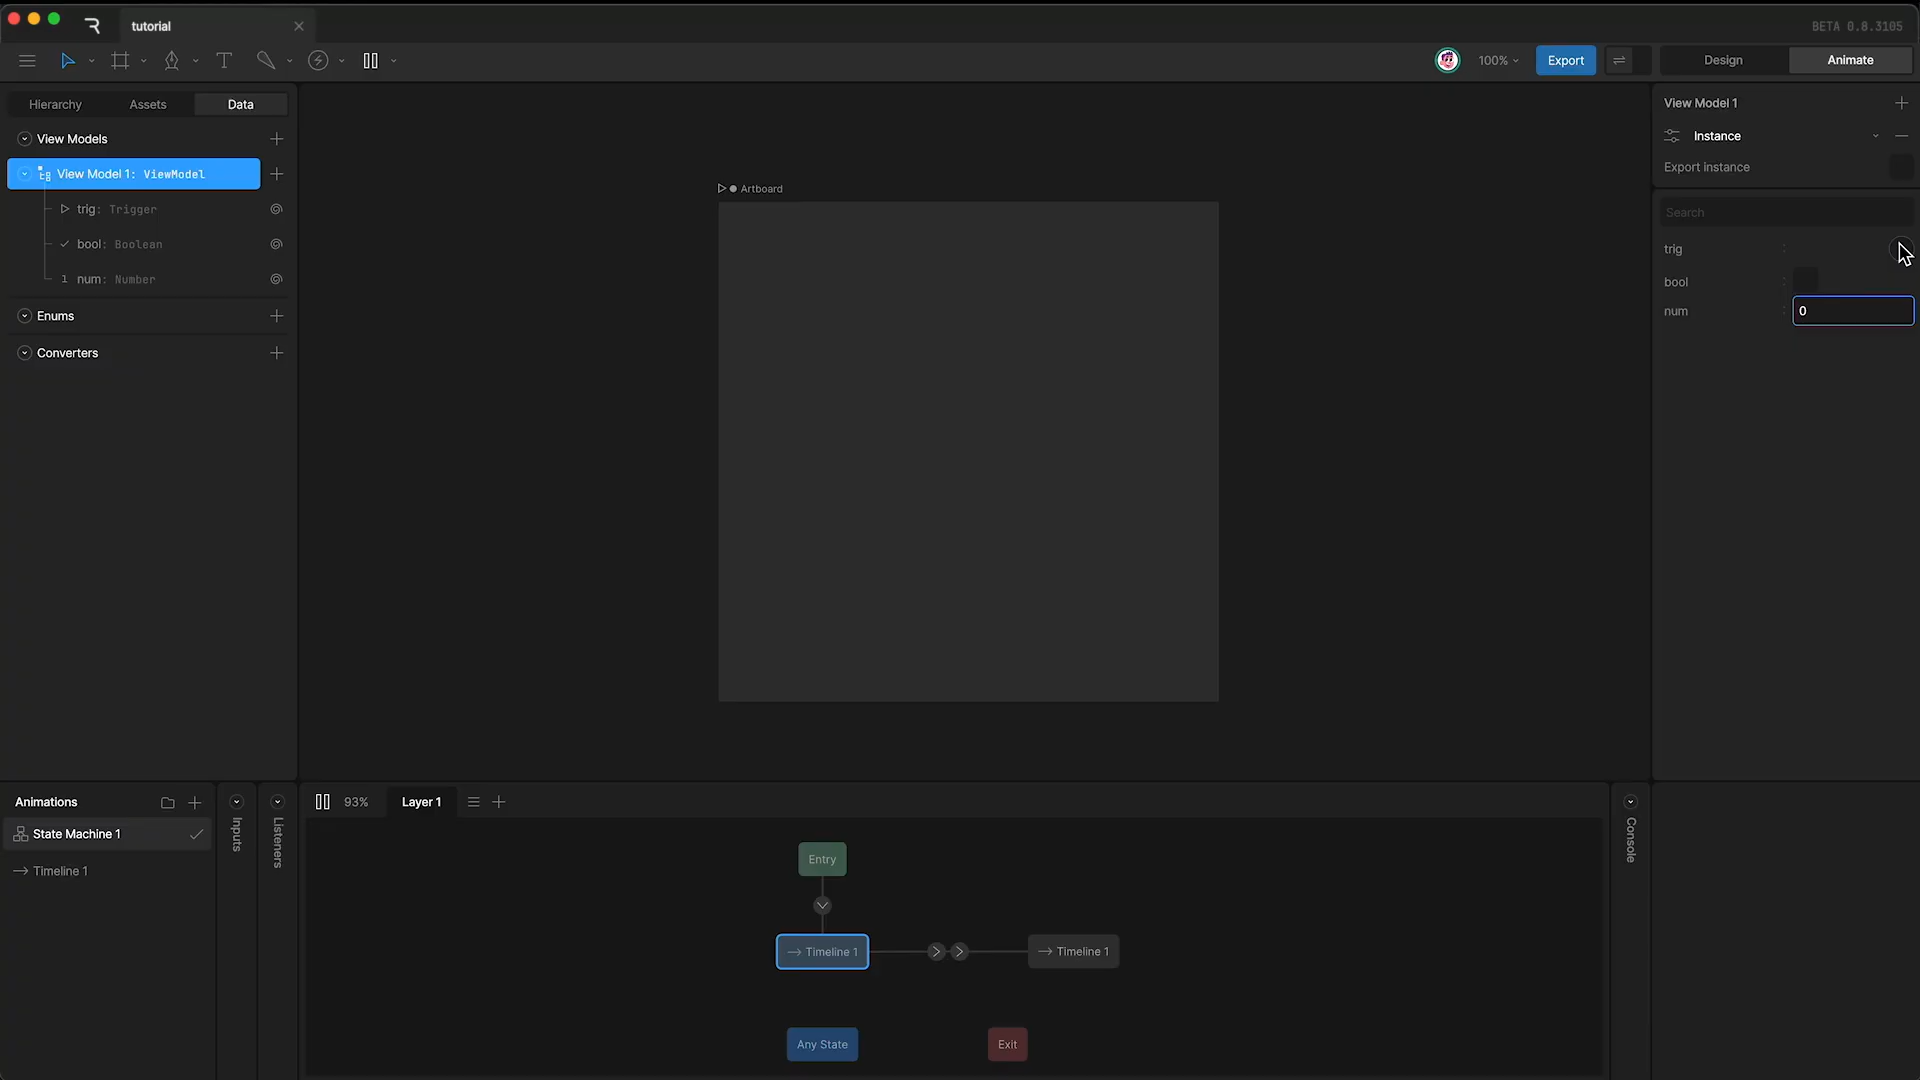 tutorial
BETA 0.8.3105
100%
Export
Design
Animate
Hierarchy
Assets
Data
View Models
View Model 1: ViewModel
trig: Trigger
bool: Boolean
num: Number
Enums
Converters
Artboard
View Model 1
Instance
Export instance
Search
trig :
bool :
num : 0
Animations
State Machine 1
Timeline 1
Inputs
Listeners
93%
Layer 1
Entry
Timeline 1
Timeline 1
Any State
Exit
Console